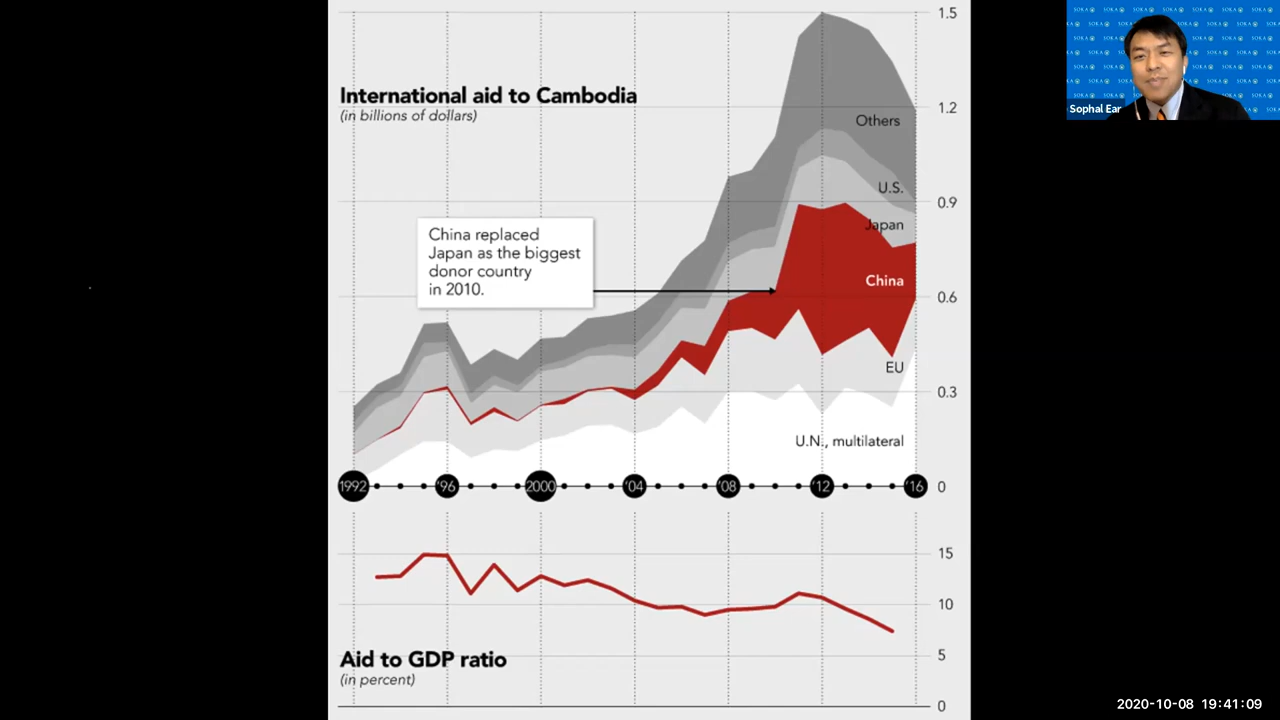 1.5
International aid to Cambodia
(in billions of dollars)
1.2
Others
U.S.
0.9
Japan
China replaced
Japan as the biggest
donor country
in 2010.
China
0.6
EU
0.3
U.N., multilateral
1992 '96 2000 '04 '08 '12 '16 0
15
10
Aid to GDP ratio
(in percent)
5
0
SOKA
Sophal Ear
2020-10-08 19:41:09